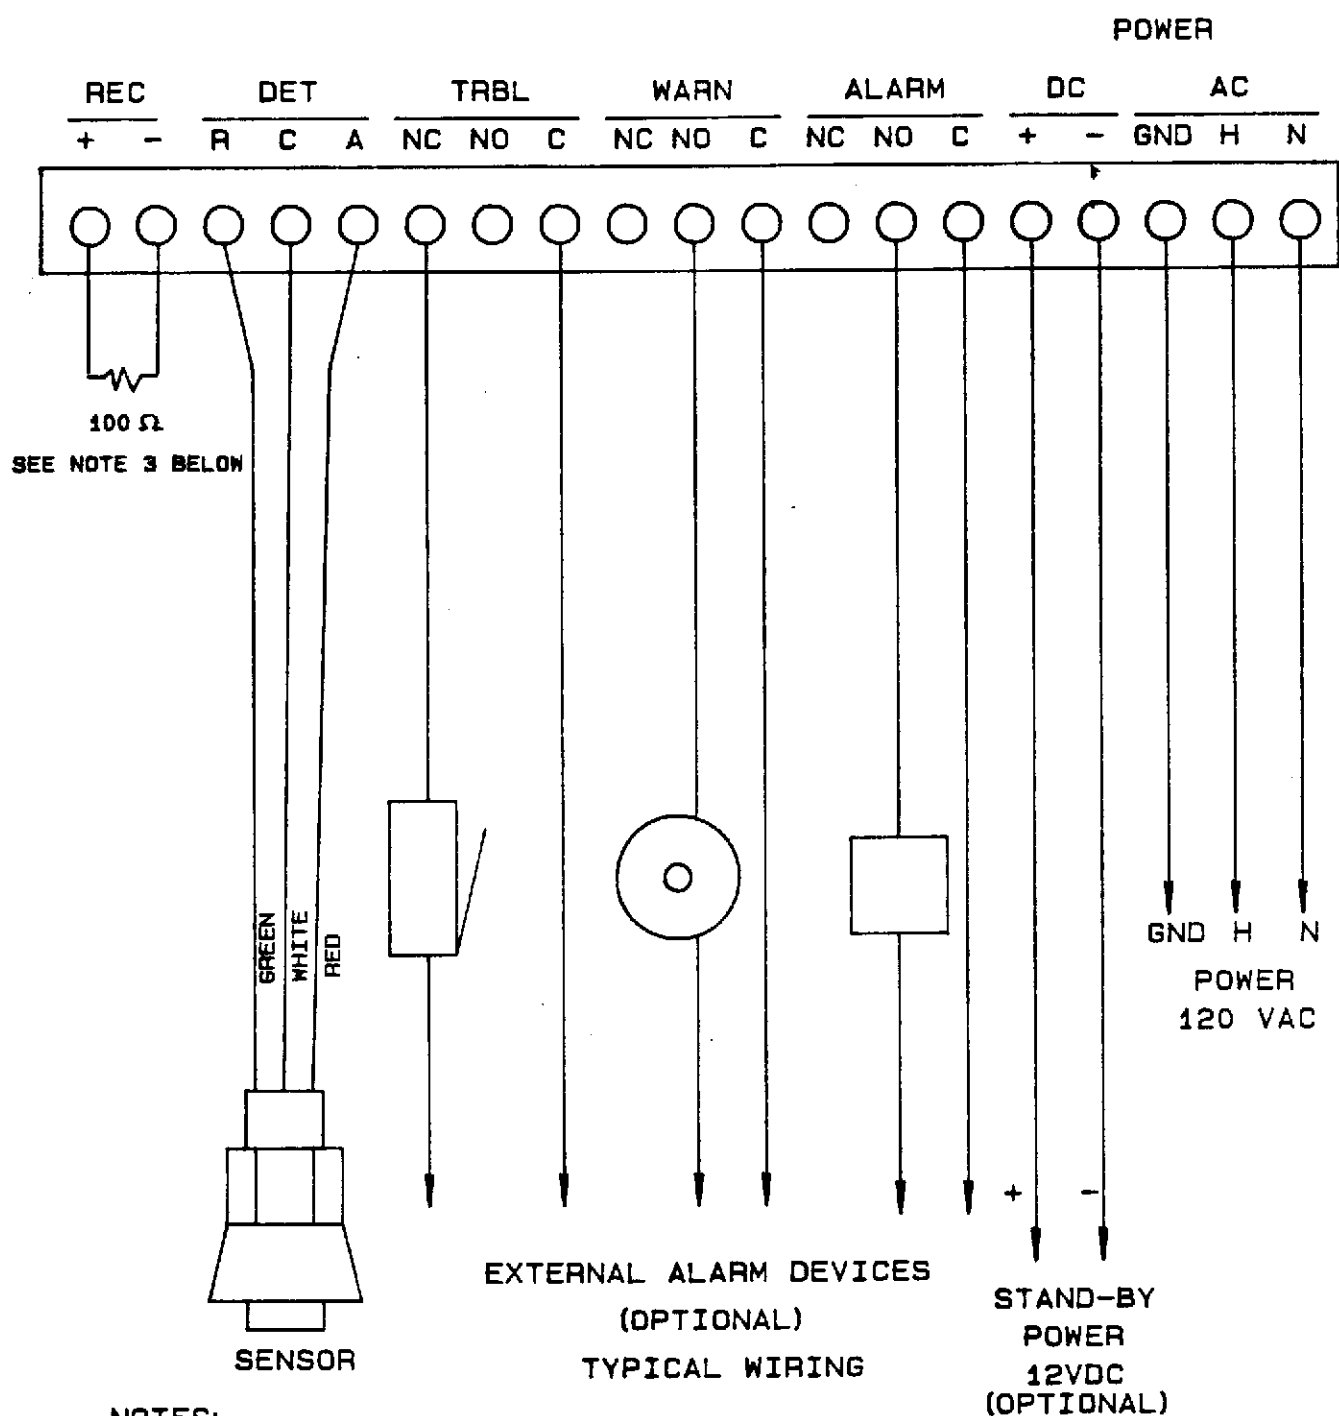 POWER
REC DET TRBL WARN ALARM DC AC
+ - R C A NC NO C NC NO C NC NO C + - GND H N
100 Ω
SEE NOTE 3 BELOW
GREEN
WHITE
RED
GND H N
POWER
120 VAC
+ -
EXTERNAL ALARM DEVICES
(OPTIONAL)
TYPICAL WIRING
STAND-BY
POWER
12VDC
(OPTIONAL)
SENSOR
NOTES: